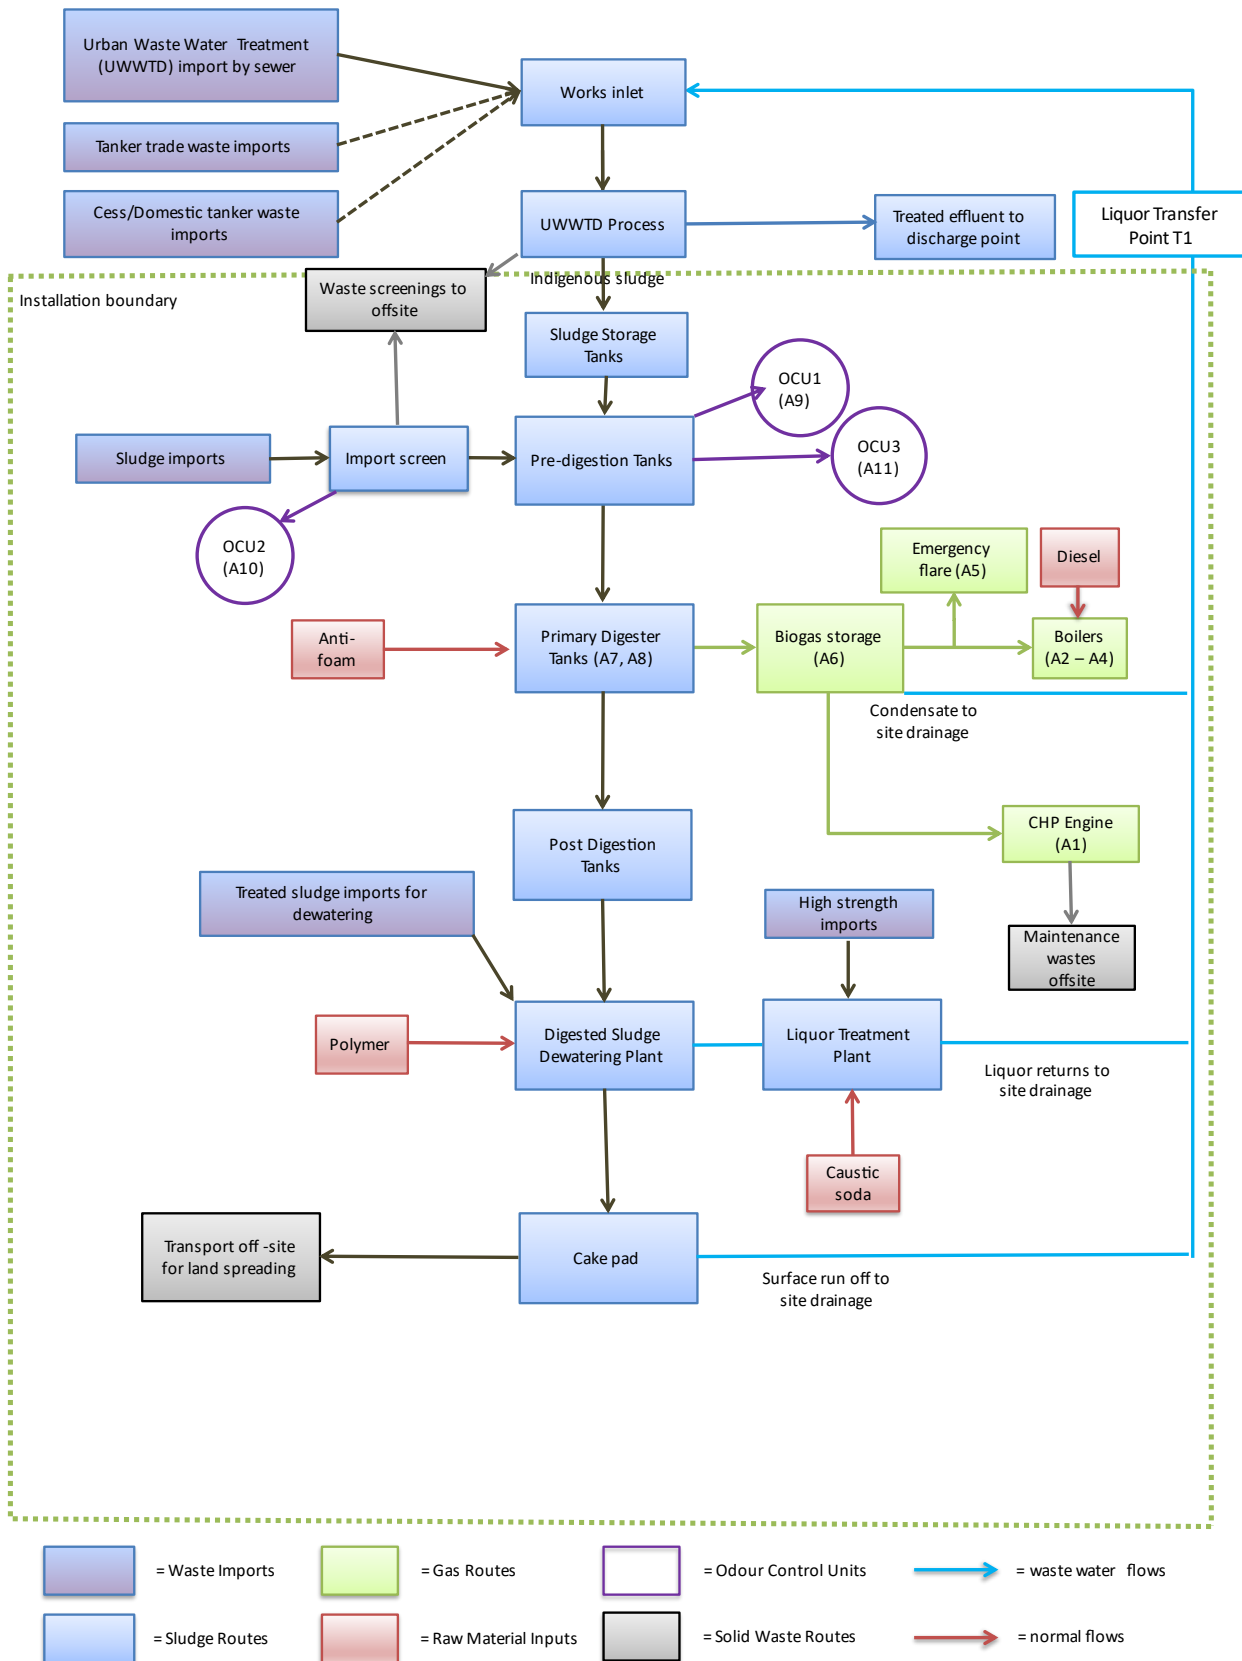 Urban Waste Water Treatment
(UWWTD) import by sewer
Works inlet
Tanker trade waste imports
Cess/Domestic tanker waste
imports
UWWTD Process
Treated effluent to
discharge point
Liquor Transfer
Point T1
Installation boundary
Waste screenings to
offsite
Indigenous sludge
Sludge Storage
Tanks
OCU1
(A9)
OCU3
(A11)
Sludge imports
Import screen
Pre-digestion Tanks
OCU2
(A10)
Emergency
flare (A5)
Diesel
Anti-
foam
Primary Digester
Tanks (A7, A8)
Biogas storage
(A6)
Boilers
(A2 – A4)
Condensate to
site drainage
Post Digestion
Tanks
CHP Engine
(A1)
Treated sludge imports for
dewatering
High strength
imports
Maintenance
wastes
offsite
Polymer
Digested Sludge
Dewatering Plant
Liquor Treatment
Plant
Liquor returns to
site drainage
Caustic
soda
Transport off -site
for land spreading
Cake pad
Surface run off to
site drainage
= Waste Imports
= Gas Routes
= Odour Control Units
= waste water flows
= Sludge Routes
= Raw Material Inputs
= Solid Waste Routes
= normal flows